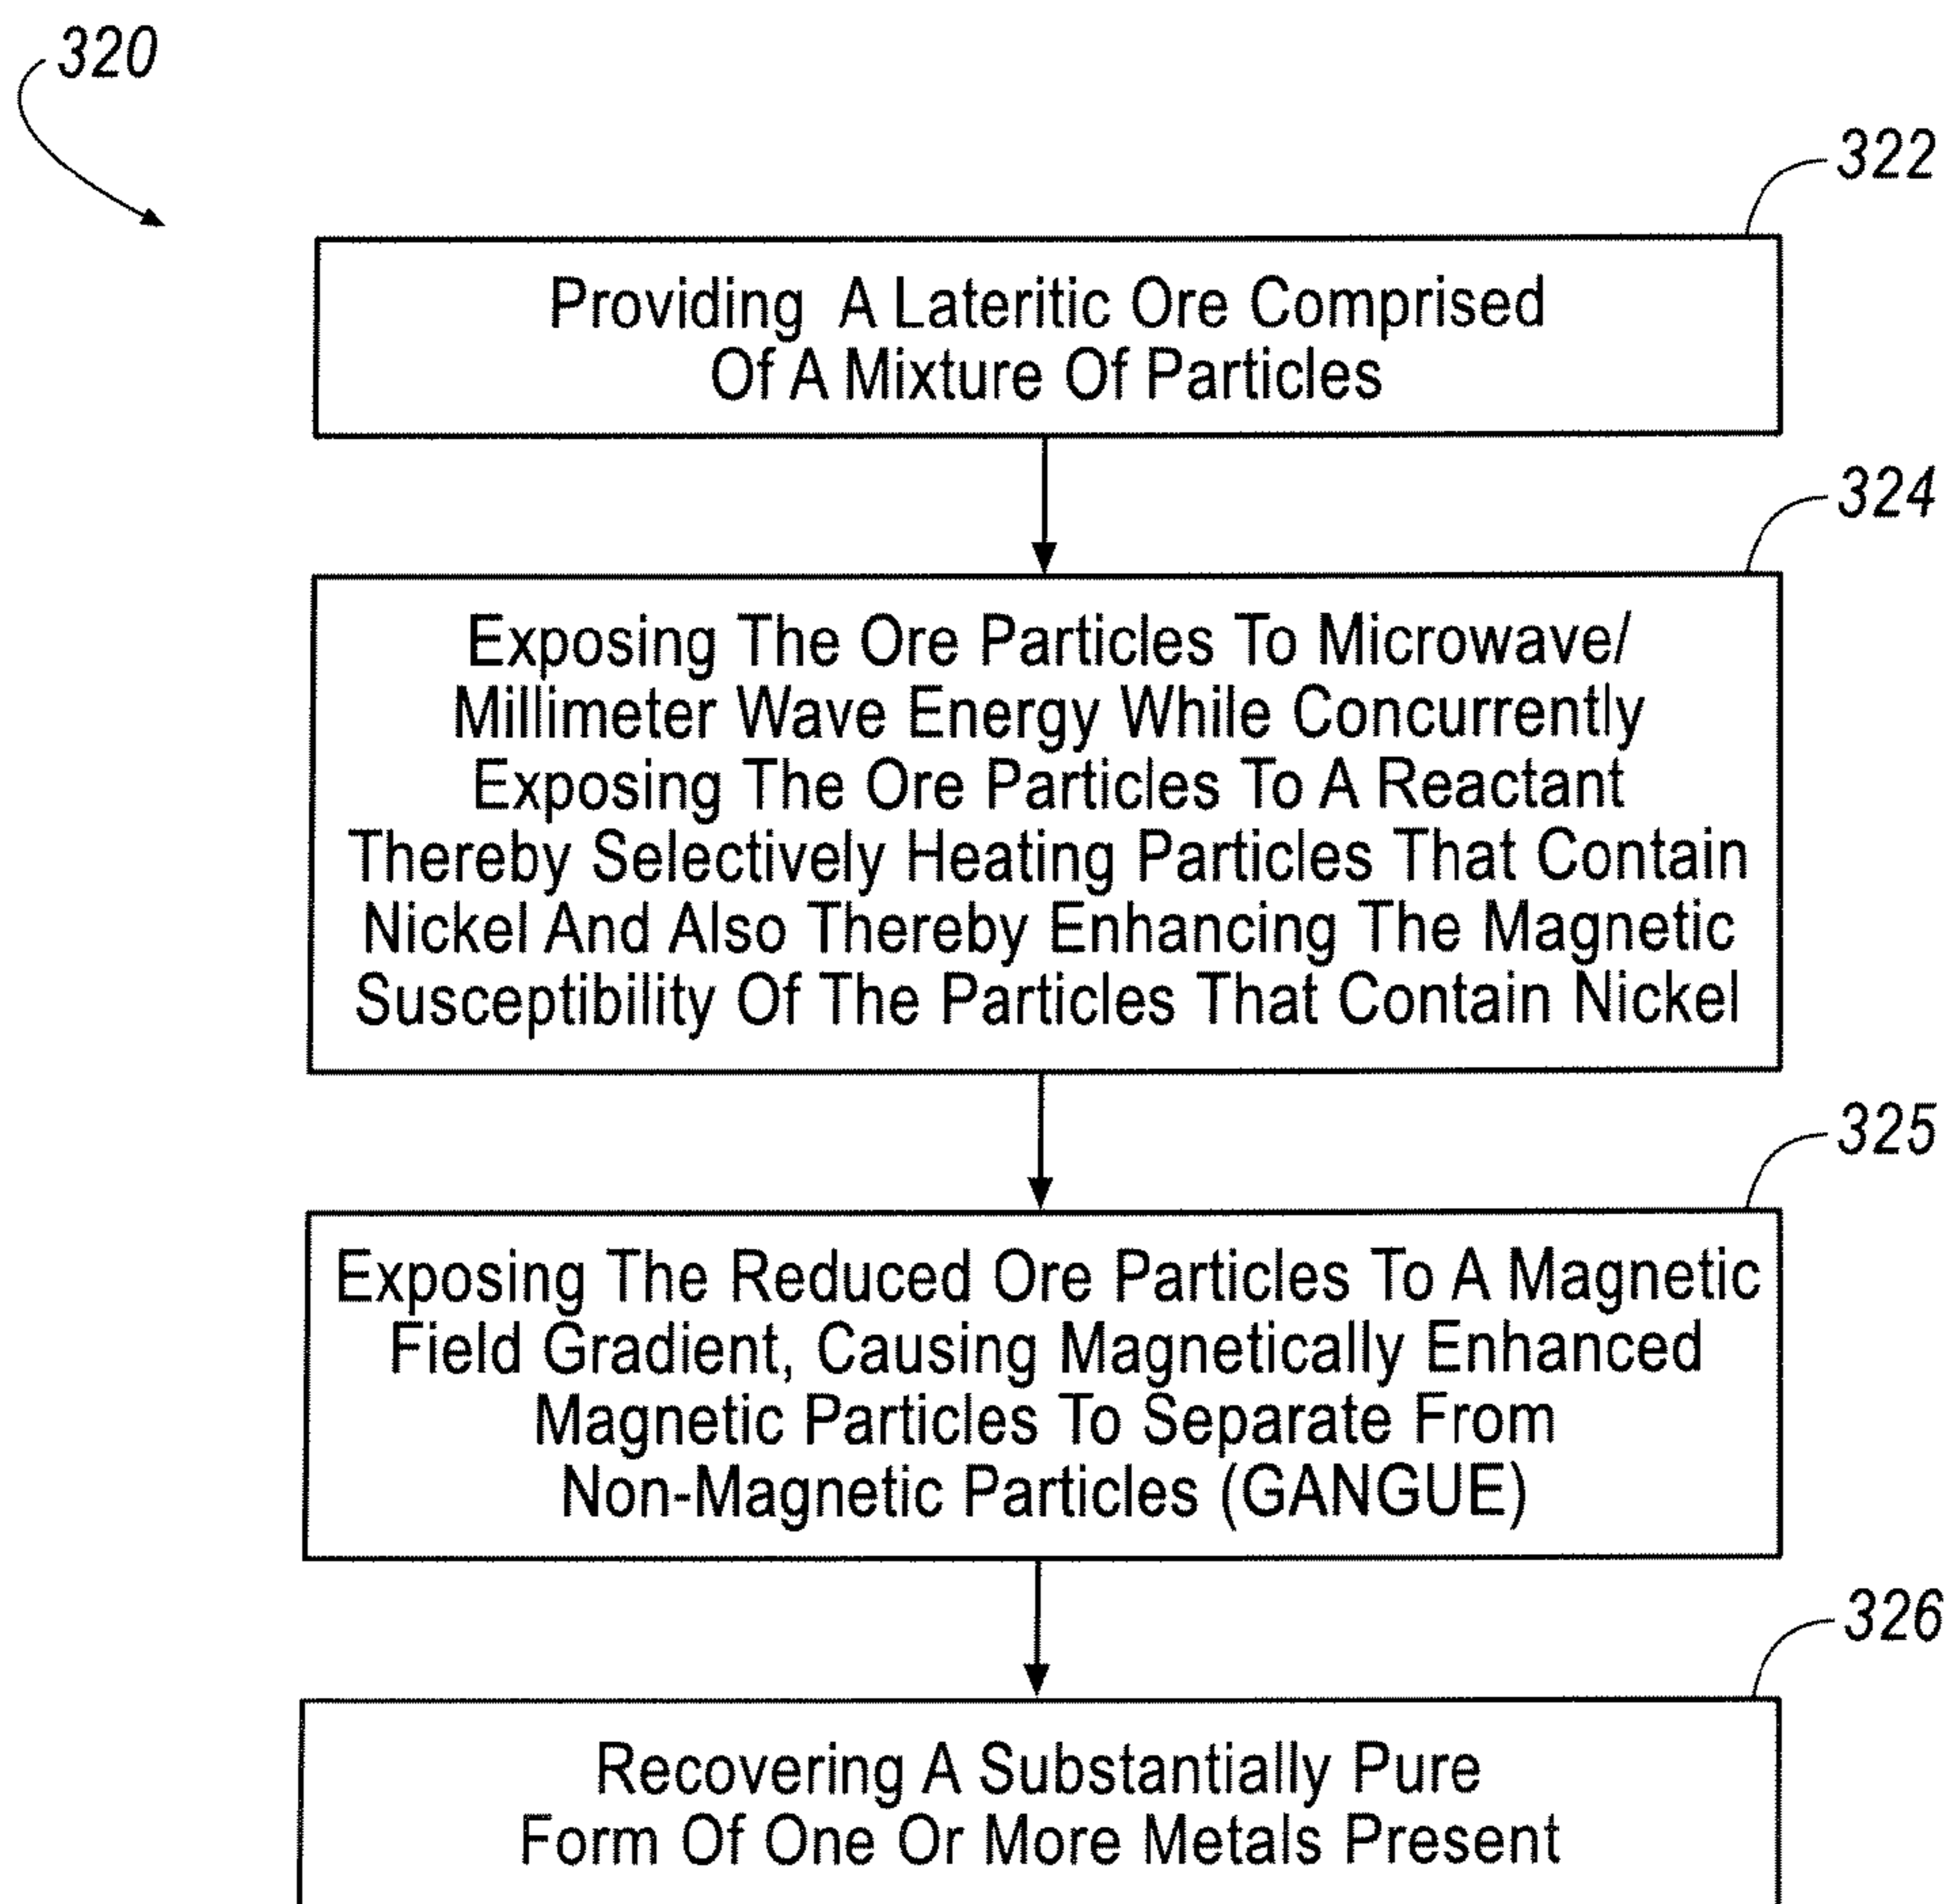 320
322
Providing A Lateritic Ore Comprised
Of A Mixture Of Particles
324
Exposing The Ore Particles To Microwave/
Millimeter Wave Energy While Concurrently
Exposing The Ore Particles To A Reactant
Thereby Selectively Heating Particles That Contain
Nickel And Also Thereby Enhancing The Magnetic
Susceptibility Of The Particles That Contain Nickel
325
Exposing The Reduced Ore Particles To A Magnetic
Field Gradient, Causing Magnetically Enhanced
Magnetic Particles To Separate From
Non-Magnetic Particles (GANGUE)
326
Recovering A Substantially Pure
Form Of One Or More Metals Present